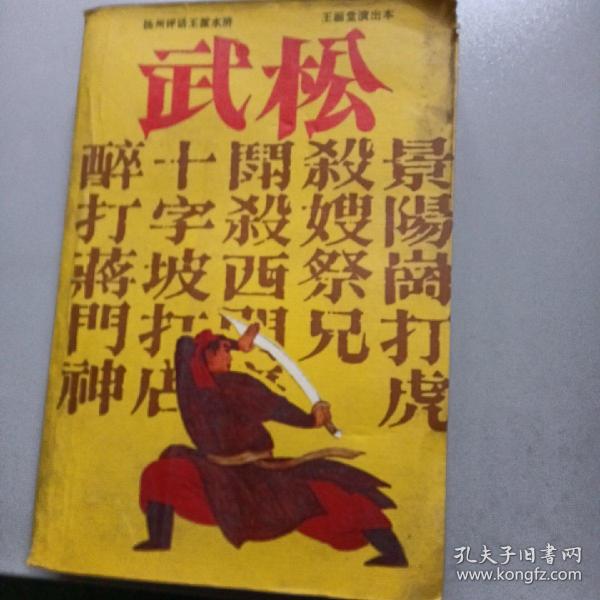 扬州评话王派水浒
王丽堂演出本
武松
景陽崗打虎
殺嫂祭兄
鬪殺西門
十字坡打店
醉打蔣門神
孔夫子旧书网
www.kongfz.com